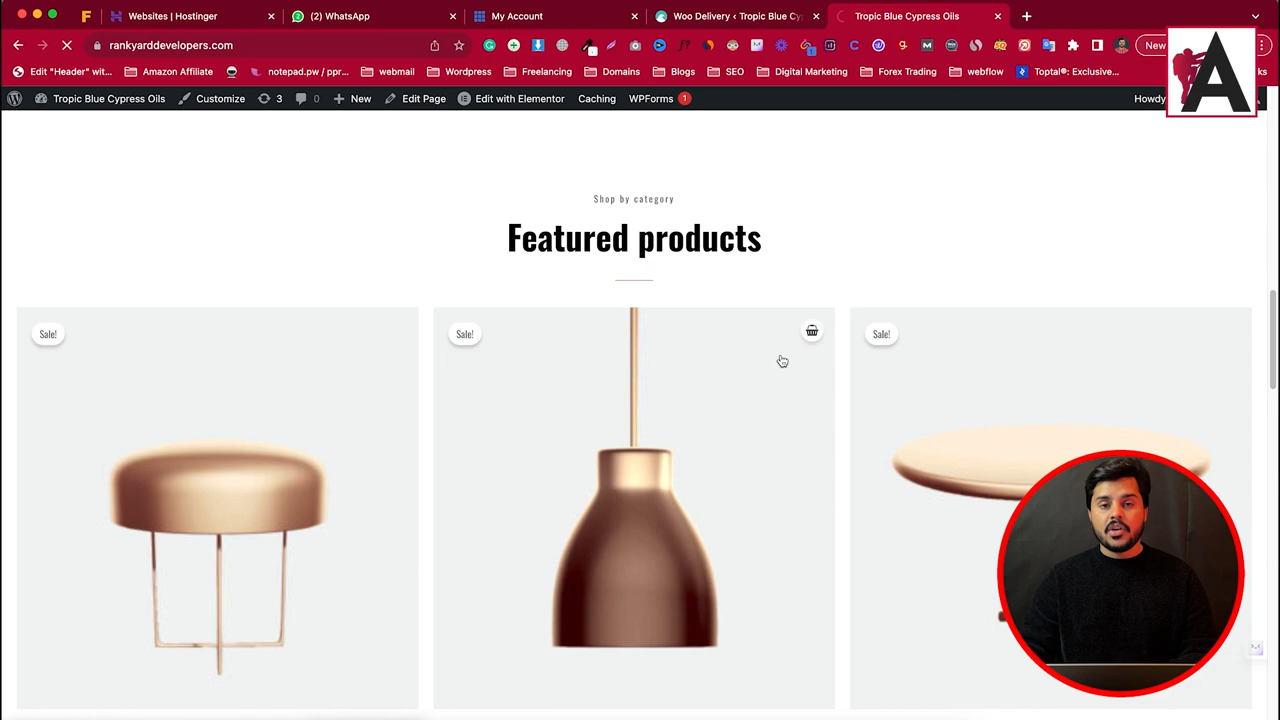 Websites | Hostinger
(2) WhatsApp
My Account
Woo Delivery ‹ Tropic Blue Cy
Tropic Blue Cypress Oils
rankyarddevelopers.com
New
Edit "Header" wit...
Amazon Affiliate
notepad.pw / ppr...
webmail
Wordpress
Freelancing
Domains
Blogs
SEO
Digital Marketing
Forex Trading
webflow
Toptal®: Exclusive...
Tropic Blue Cypress Oils
Customize
3
0
New
Edit Page
Edit with Elementor
Caching
WPForms 1
Howdy
A
Shop by category
Featured products
Sale!
Sale!
Sale!